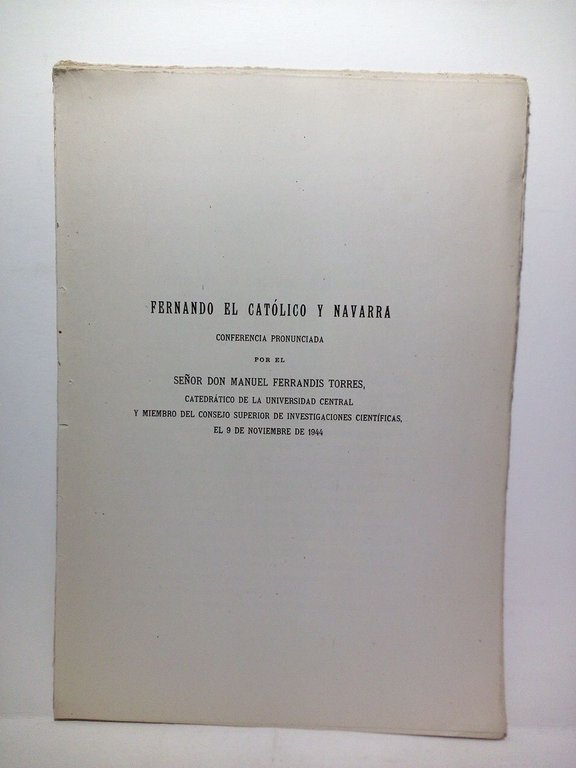 FERNANDO EL CATÓLICO Y NAVARRA
CONFERENCIA PRONUNCIADA
POR EL
SEÑOR DON MANUEL FERRANDIS TORRES,
CATEDRÁTICO DE LA UNIVERSIDAD CENTRAL
Y MIEMBRO DEL CONSEJO SUPERIOR DE INVESTIGACIONES CIENTÍFICAS,
EL 9 DE NOVIEMBRE DE 1944